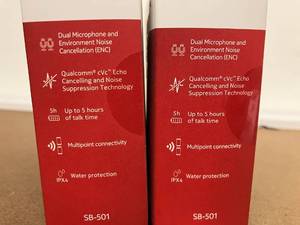 Dual Microphone and
Environment Noise
Cancellation (ENC)
Qualcomm® cVc™ Echo
Cancelling and Noise
Suppression Technology
5h
Up to 5 hours
of talk time
Multipoint connectivity
IPX4
Water protection
SB-501
Dual Microphone and
Environment Noise
Cancellation (ENC)
Qualcomm® cVc™ Echo
Cancelling and Noise
Suppression Technology
5h
Up to 5 hours
of talk time
Multipoint connectivity
IPX4
Water protection
SB-501